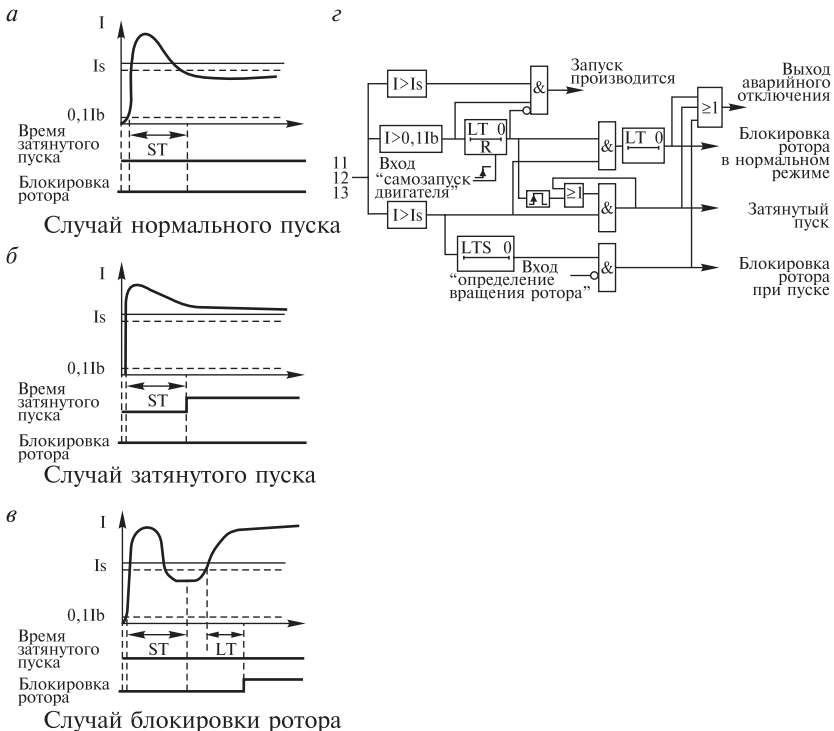 а
I
Is
0,1Ib
Время
затянутого
пуска
ST
Блокировка
ротора
Случай нормального пуска
б
I
Is
0,1Ib
Время
затянутого
пуска
ST
Блокировка
ротора
Случай затянутого пуска
в
I
Is
0,1Ib
Время
затянутого
пуска
ST
LT
Блокировка
ротора
Случай блокировки ротора
г
I>Is
&
Запуск
производится
I>0,1Ib
LT 0
R
&
LT 0
≥1
Выход
аварийного
отключения
Блокировка
ротора
в нормальном
режиме
11
12
13
Вход
“самозапуск
двигателя”
I>Is
≥1
&
Затянутый
пуск
LTS 0
Вход
“определение
вращения ротора”
&
Блокировка
ротора
при пуске